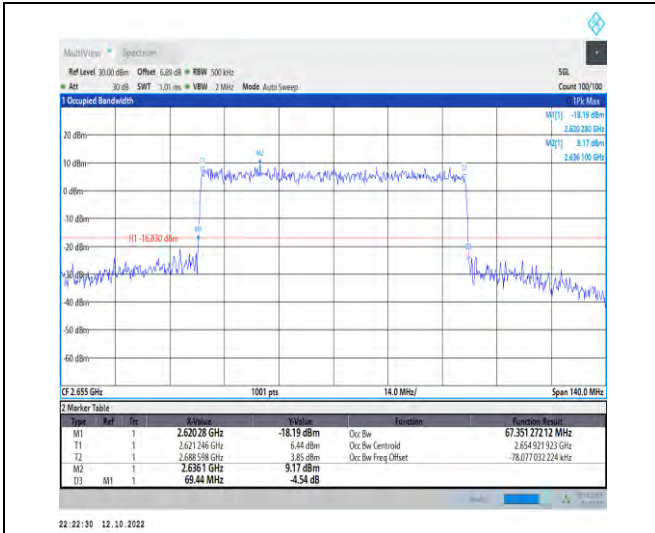 MultiView Spectrum
Ref Level 30.00 dBm Offset 6.89 dB RBW 500 kHz SGL
Att 30 dB SWT 1.01 ms VBW 2 MHz Mode Auto Sweep Count 100/100
1 Occupied Bandwidth 1Pk Max
M1[1] -18.19 dBm
2.620 280 GHz
20 dBm
M2[1] 9.17 dBm
M2
2.636 100 GHz
10 dBm
0 dBm
-10 dBm
H1 -16.830 dBm
-20 dBm
-30 dBm
-40 dBm
-50 dBm
-60 dBm
CF 2.655 GHz 1001 pts 14.0 MHz/ Span 140.0 MHz
2 Marker Table
Type Ref Trc X-Value Y-Value Function Function Result
M1 1 2.62028 GHz -18.19 dBm Occ Bw 67.351 272 12 MHz
T1 1 2.621 246 GHz 6.44 dBm Occ Bw Centroid 2.654 921 923 GHz
T2 1 2.688 598 GHz 3.85 dBm Occ Bw Freq Offset -78.077 032 224 kHz
M2 1 2.6361 GHz 9.17 dBm
D3 M1 1 69.44 MHz -4.54 dB
22:22:30 12.10.2022